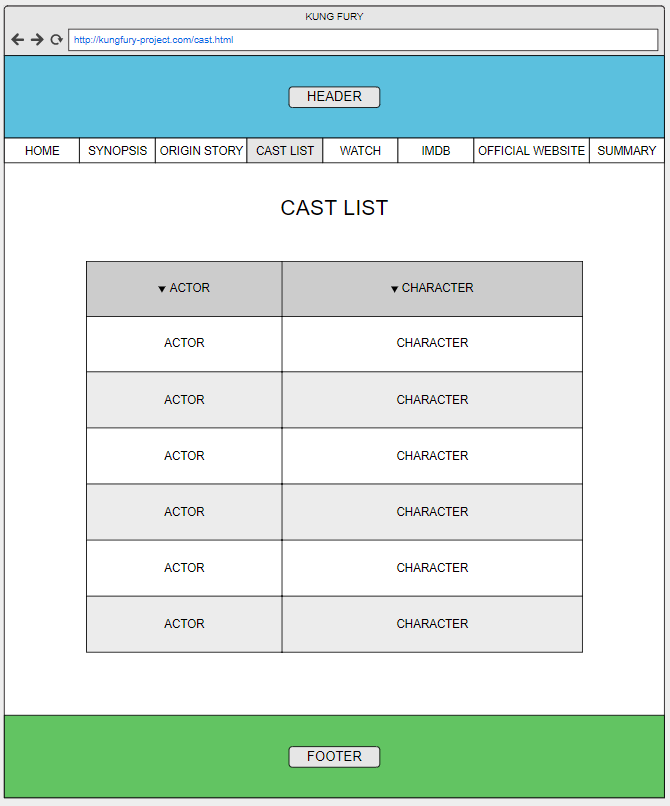 KUNG FURY
http://kungfury-project.com/cast.html
HEADER
HOME SYNOPSIS ORIGIN STORY CAST LIST WATCH IMDB OFFICIAL WEBSITE SUMMARY
CAST LIST
ACTOR CHARACTER
ACTOR CHARACTER
ACTOR CHARACTER
ACTOR CHARACTER
ACTOR CHARACTER
ACTOR CHARACTER
ACTOR CHARACTER
FOOTER